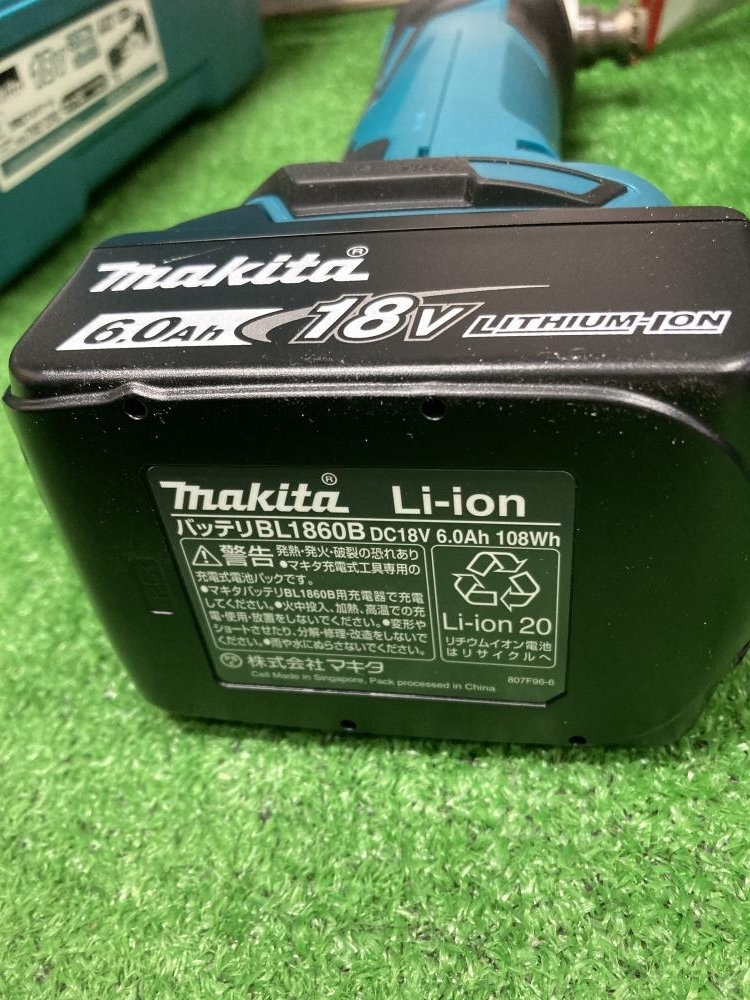 18V
makita®
6.0Ah 18V LITHIUM-ION
makita® Li-ion
バッテリBL1860B DC18V 6.0Ah 108Wh
警告 発熱・発火・破裂の恐れあり
●マキタ充電式工具専用の
充電式電池パックです。
●マキタバッテリBL1860B用充電器で充電
してください。●火中投入、加熱、高温での充
電・使用・放置をしないでください。●変形や
ショートさせたり、分解・修理・改造をしないで
ください。●雨や水にぬらさないでください。
Li-ion 20
リチウムイオン電池
はリサイクルへ
株式会社マキタ
Cell Made in Singapore, Pack processed in China
807F96-6